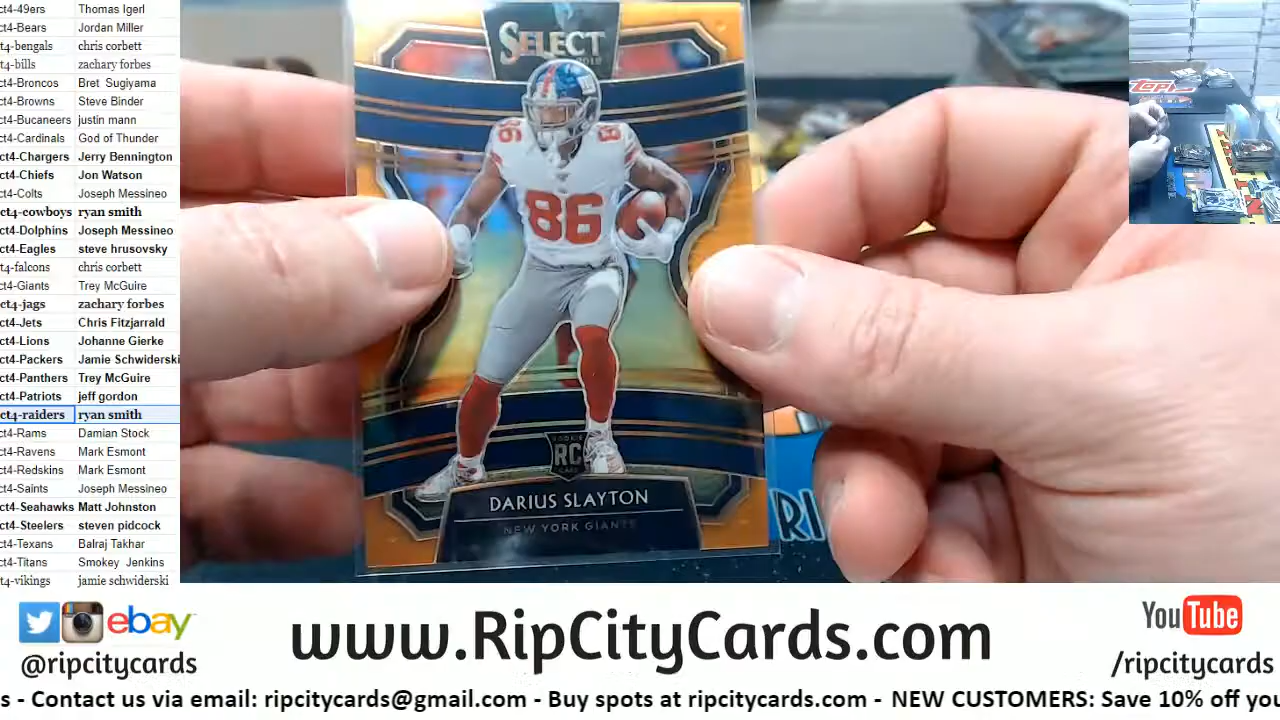 ct4-49ers Thomas Igerl
ct4-Bears Jordan Miller
ct4-bengals chris corbett
ct4-bills zachary forbes
ct4-Broncos Bret Sugiyama
ct4-Browns Steve Binder
ct4-Bucaneers justin mann
ct4-Cardinals God of Thunder
ct4-Chargers Jerry Bennington
ct4-Chiefs Jon Watson
ct4-Colts Joseph Messineo
ct4-cowboys ryan smith
ct4-Dolphins Joseph Messineo
ct4-Eagles steve hrusovsky
ct4-falcons chris corbett
ct4-Giants Trey McGuire
ct4-jags zachary forbes
ct4-Jets Chris Fitzjarrald
ct4-Lions Johanne Gierke
ct4-Packers Jamie Schwiderski
ct4-Panthers Trey McGuire
ct4-Patriots jeff gordon
ct4-raiders ryan smith
ct4-Rams Damian Stock
ct4-Ravens Mark Esmont
ct4-Redskins Mark Esmont
ct4-Saints Joseph Messineo
ct4-Seahawks Matt Johnston
ct4-Steelers steven pidcock
ct4-Texans Balraj Takhar
ct4-Titans Smokey Jenkins
ct4-vikings jamie schwiderski
SELECT
86 86
86
ROOKIE
RC
CARD
DARIUS SLAYTON
NEW YORK GIANTS
RI
Topps
ebay
@ripcitycards
www.RipCityCards.com
YouTube
/ripcitycards
s - Contact us via email: ripcitycards@gmail.com - Buy spots at ripcitycards.com - NEW CUSTOMERS: Save 10% off you